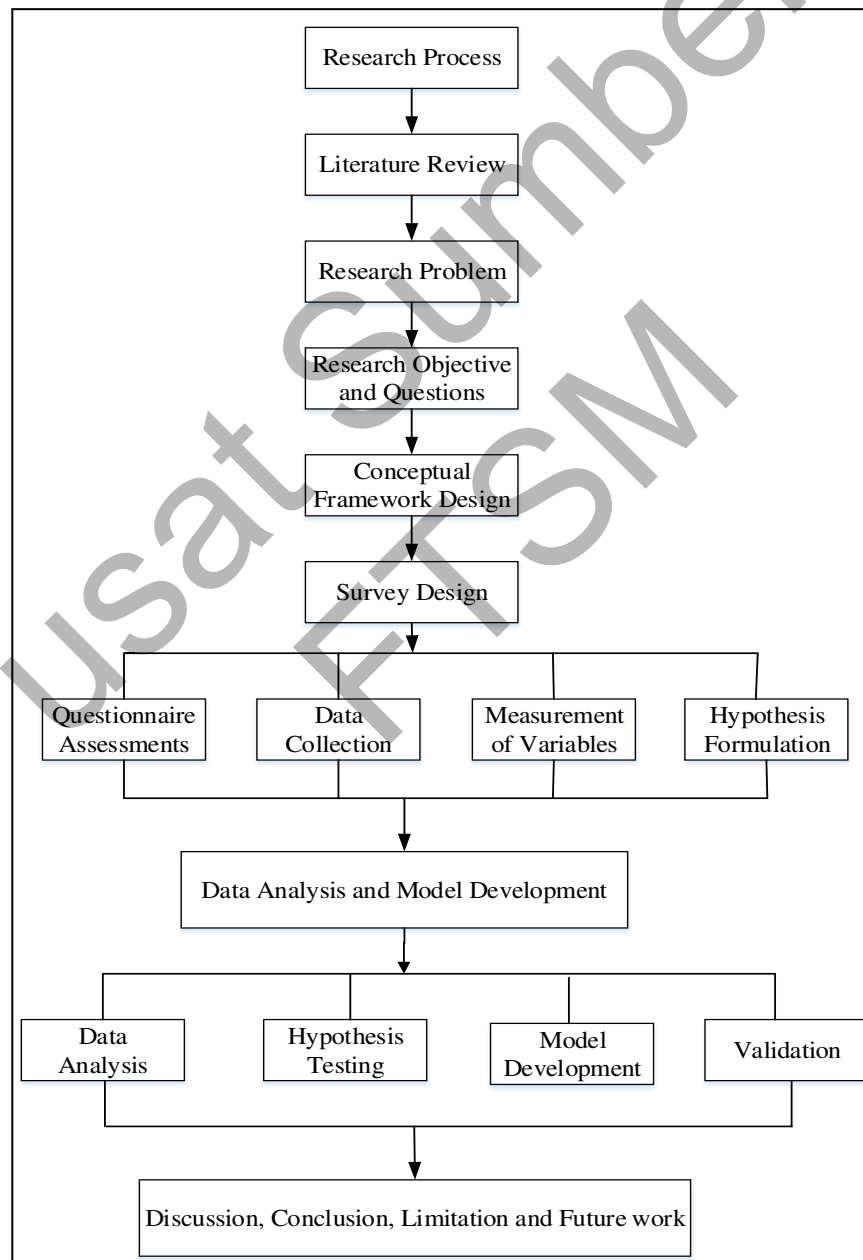 Research Process
Literature Review
Research Problem
Research Objective
and Questions
Conceptual
Framework Design
Survey Design
Questionnaire
Assessments
Data
Collection
Measurement
of Variables
Hypothesis
Formulation
Data Analysis and Model Development
Data
Analysis
Hypothesis
Testing
Model
Development
Validation
Discussion, Conclusion, Limitation and Future work
usat Sumber
FTSM